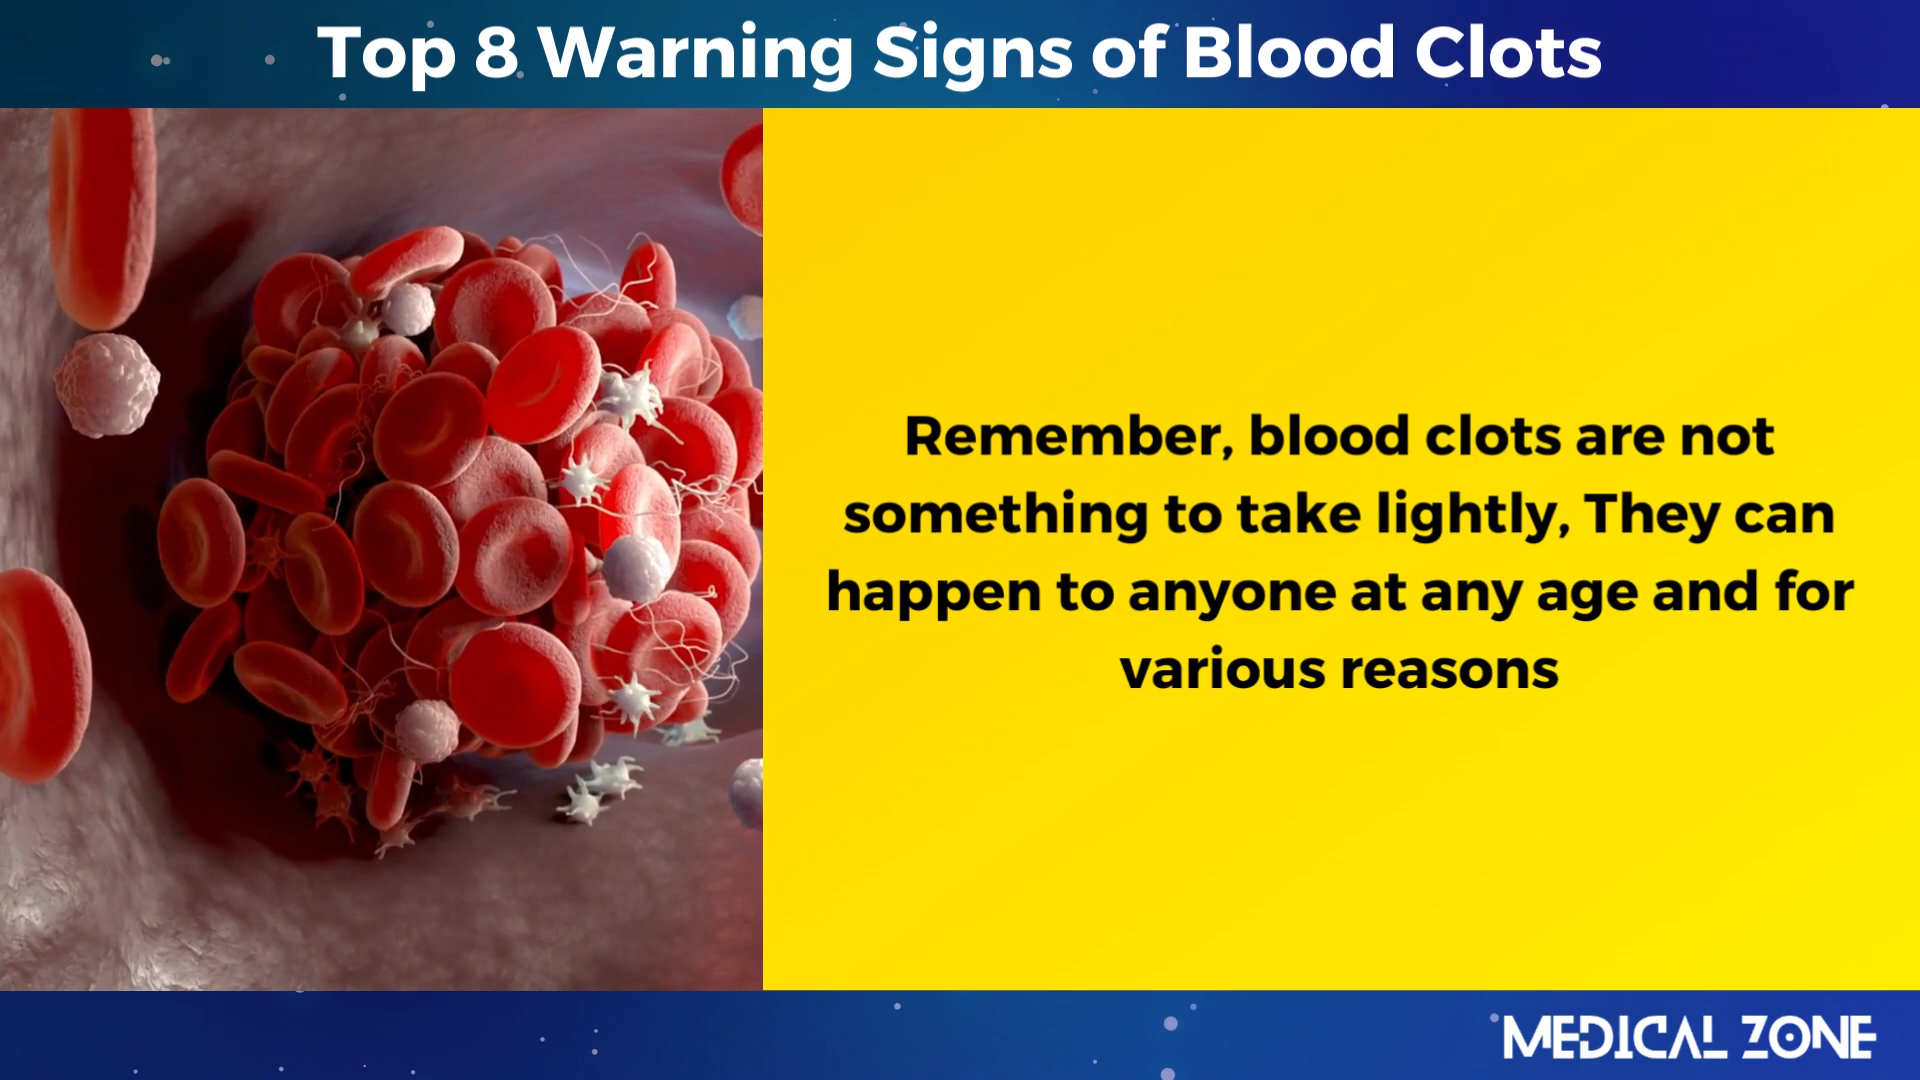 Top 8 Warning Signs of Blood Clots
Remember, blood clots are not
something to take lightly, They can
happen to anyone at any age and for
various reasons
MEDICAL ZONE